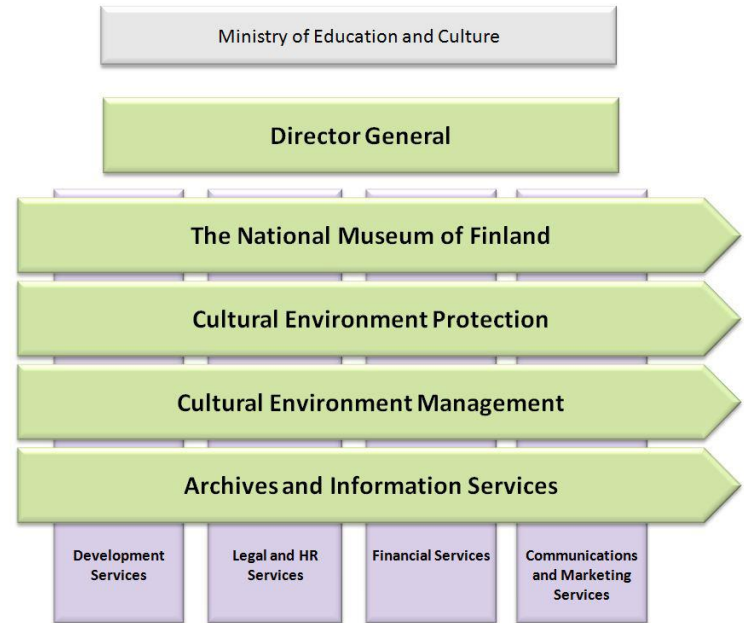 Ministry of Education and Culture
Director General
The National Museum of Finland
Cultural Environment Protection
Cultural Environment Management
Archives and Information Services
Development
Services
Legal and HR
Services
Financial Services
Communications
and Marketing
Services